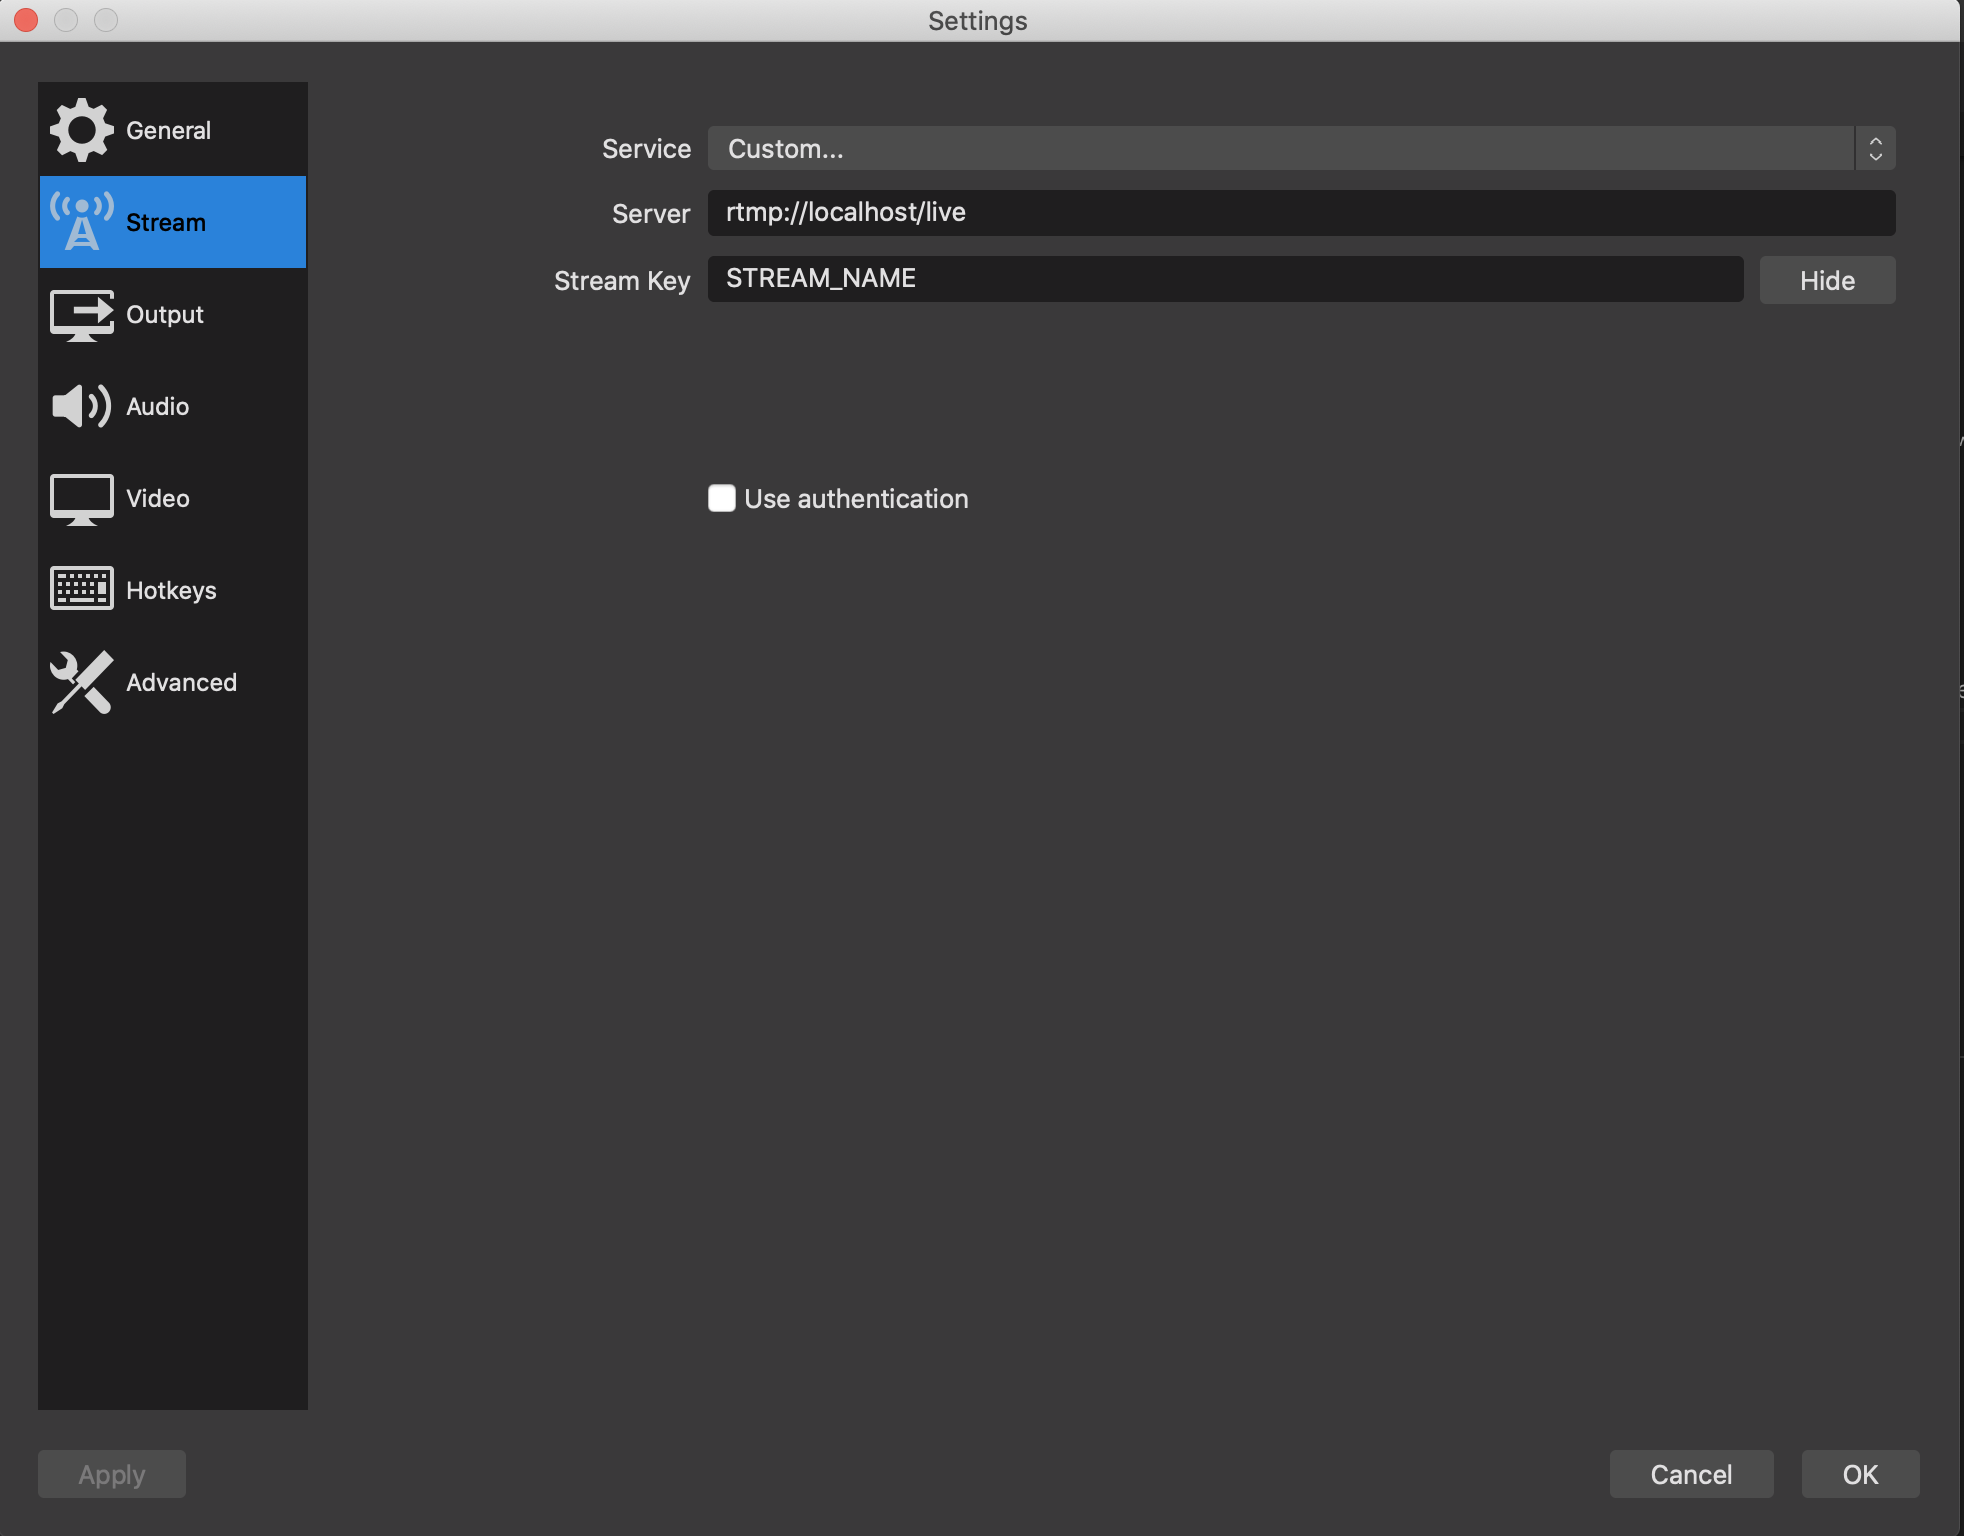 Settings
General
Stream
Output
Audio
Video
Hotkeys
Advanced
Service Custom...
Server rtmp://localhost/live
Stream Key STREAM_NAME Hide
Use authentication
Apply Cancel OK